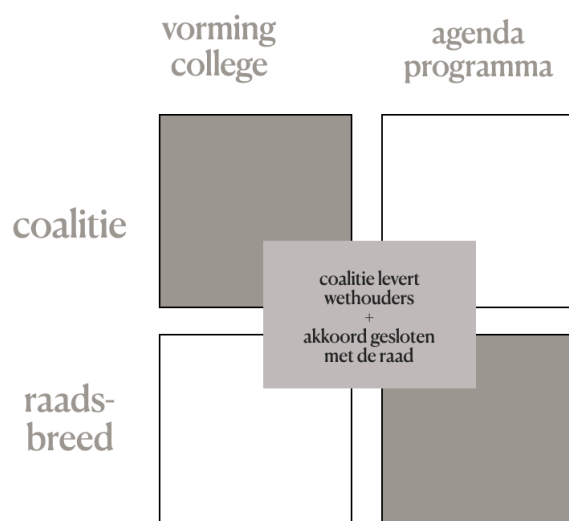 vorming
college
agenda
programma
coalitie
coalitie levert
wethouders
+
akkoord gesloten
met de raad
raads-
breed